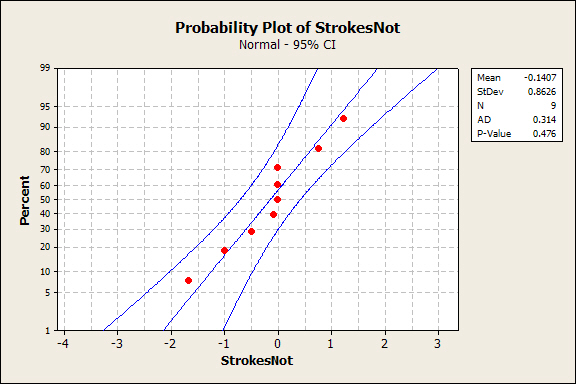 Probability Plot of StrokesNot
Normal - 95% CI
Mean -0.1407
StDev 0.8626
N 9
AD 0.314
P-Value 0.476
Percent
99
95
90
80
70
60
50
40
30
20
10
5
1
-4 -3 -2 -1 0 1 2 3
StrokesNot